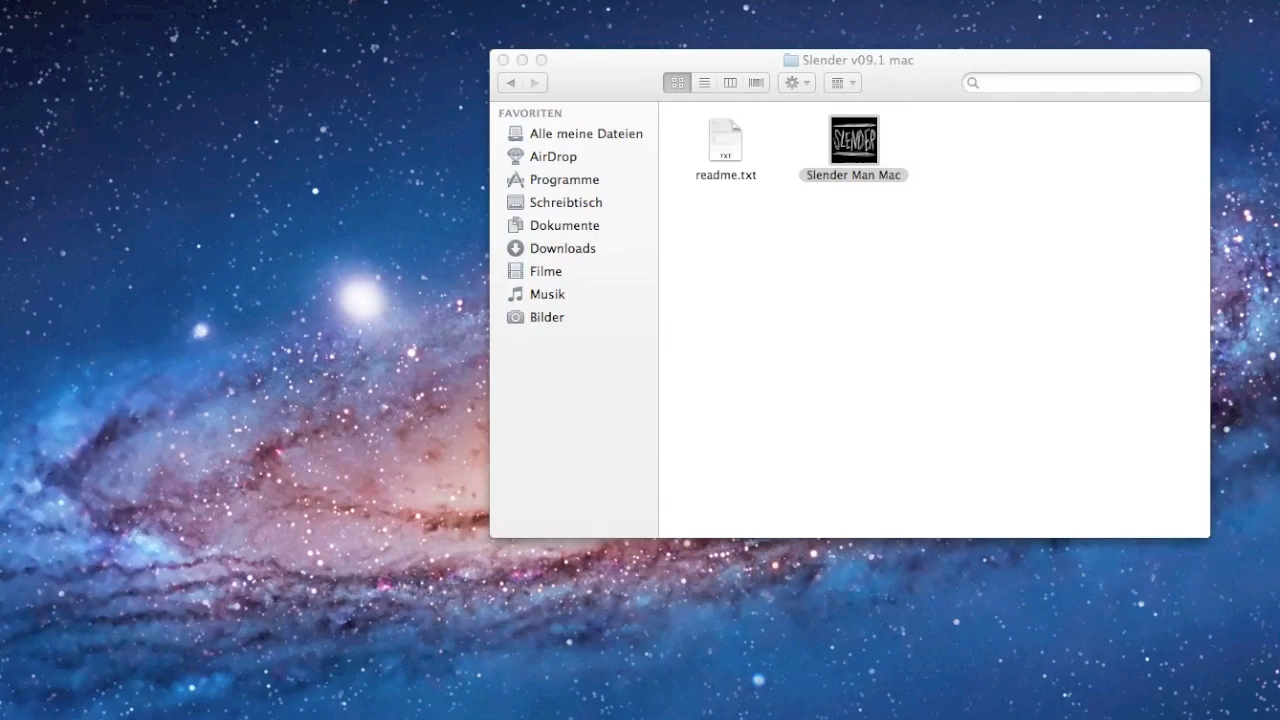 Slender v09.1 mac
FAVORITEN
Alle meine Dateien
AirDrop
Programme
Schreibtisch
Dokumente
Downloads
Filme
Musik
Bilder
TXT
readme.txt
SLENDER
Slender Man Mac